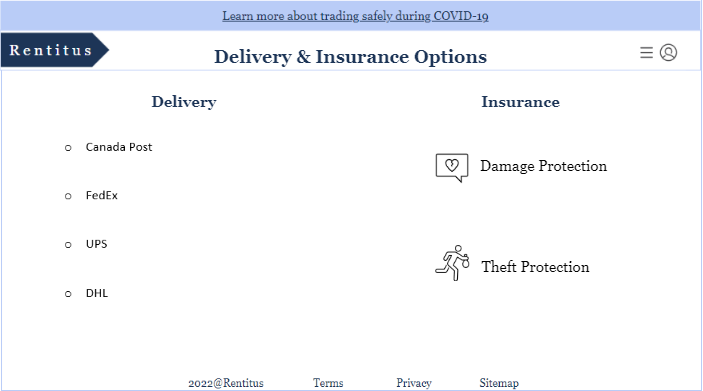 Learn more about trading safely during COVID-19
Rentitus
Delivery & Insurance Options
Delivery
Insurance
Canada Post
Damage Protection
FedEx
UPS
Theft Protection
DHL
2022@Rentitus Terms Privacy Sitemap